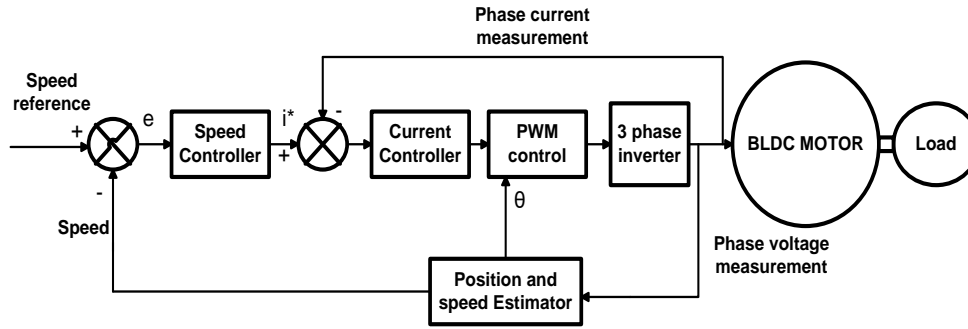 Phase current
measurement
Speed
reference
+
e
Speed
Controller
i*
+
-
Current
Controller
PWM
control
3 phase
inverter
BLDC MOTOR
Load
-
Speed
θ
Position and
speed Estimator
Phase voltage
measurement